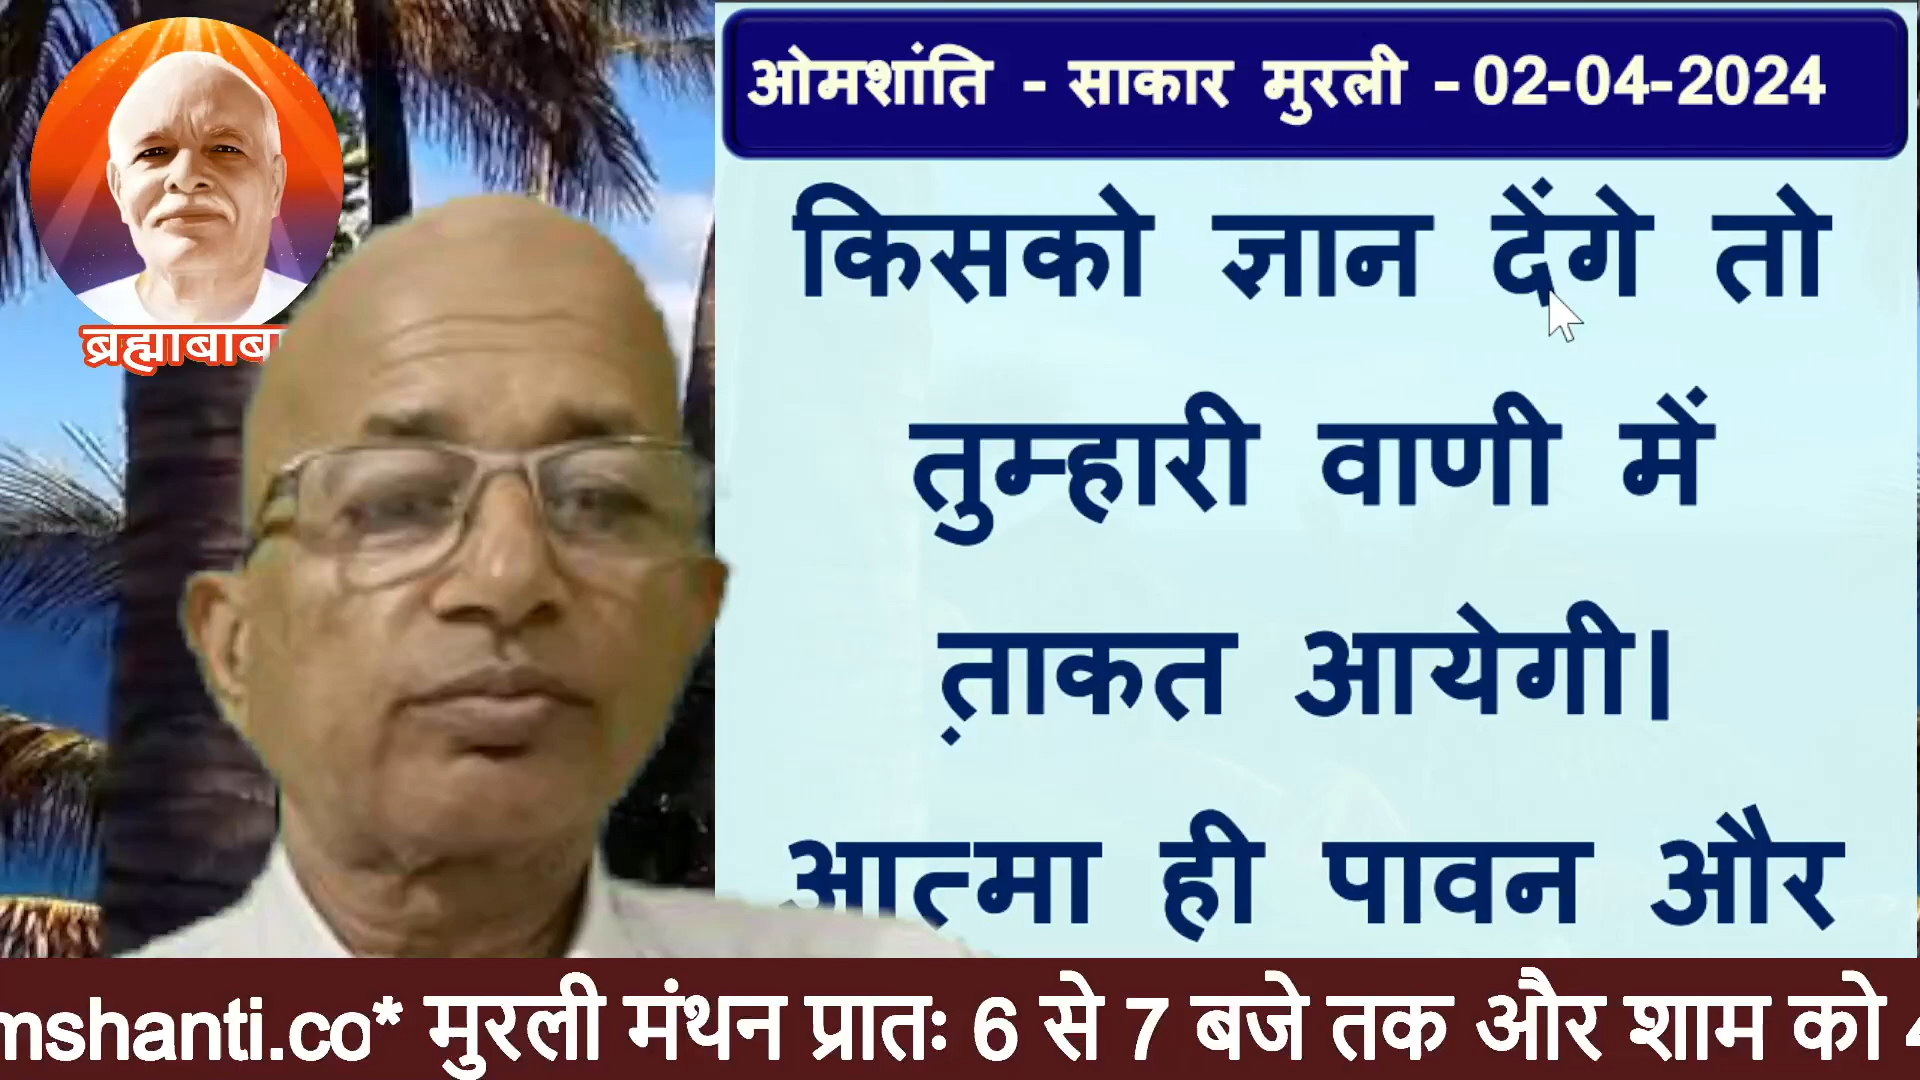 ओमशांति - साकार मुरली - 02-04-2024
ब्रह्माबाबा
किसको ज्ञान देंगे तो
तुम्हारी वाणी में
त़ाकत आयेगी।
आत्मा ही पावन और
mshanti.co* मुरली मंथन प्रातः 6 से 7 बजे तक और शाम को